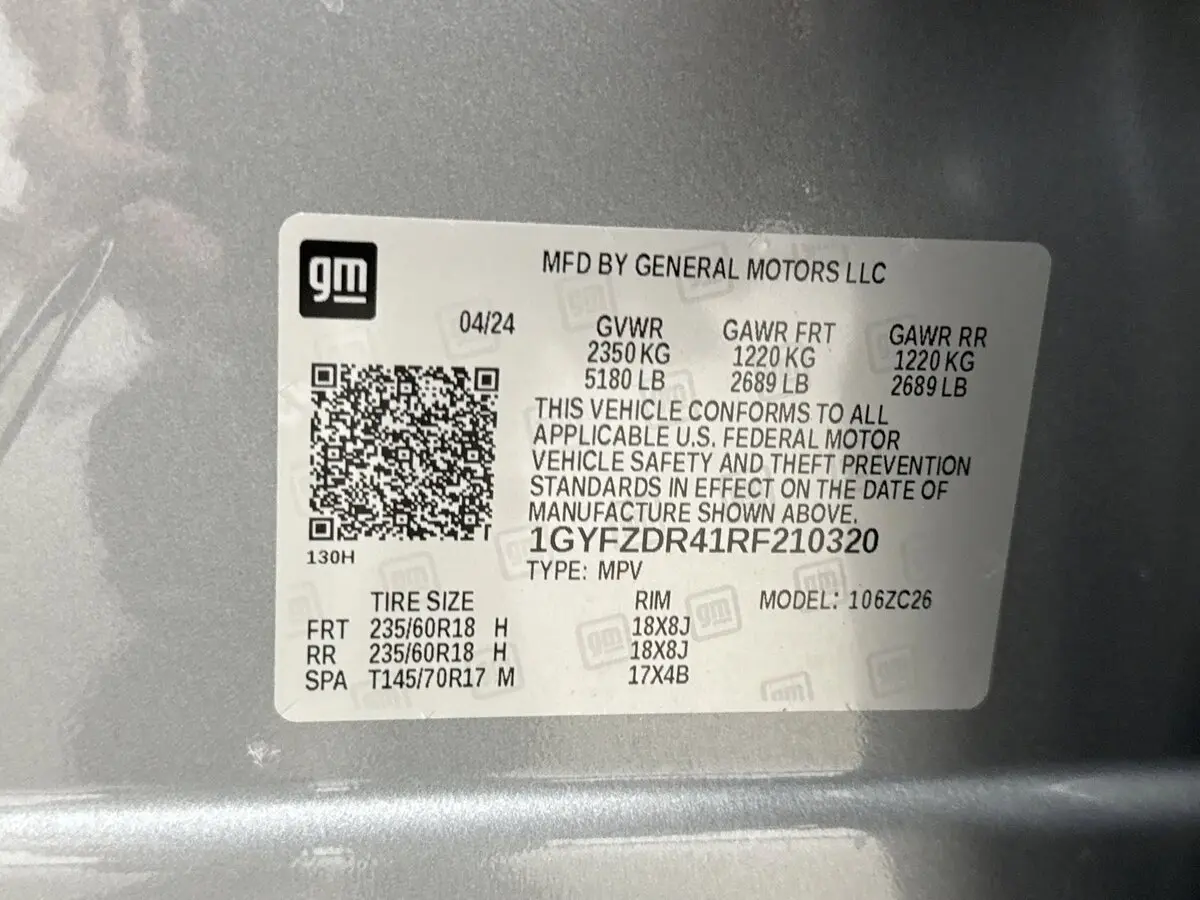 gm
MFD BY GENERAL MOTORS LLC
04/24
GVWR GAWR FRT GAWR RR
2350 KG 1220 KG 1220 KG
5180 LB 2689 LB 2689 LB
THIS VEHICLE CONFORMS TO ALL
APPLICABLE U.S. FEDERAL MOTOR
VEHICLE SAFETY AND THEFT PREVENTION
STANDARDS IN EFFECT ON THE DATE OF
MANUFACTURE SHOWN ABOVE.
1GYFZDR41RF210320
130H
TYPE: MPV
TIRE SIZE RIM MODEL: 106ZC26
FRT 235/60R18 H 18X8J
RR 235/60R18 H 18X8J
SPA T145/70R17 M 17X4B